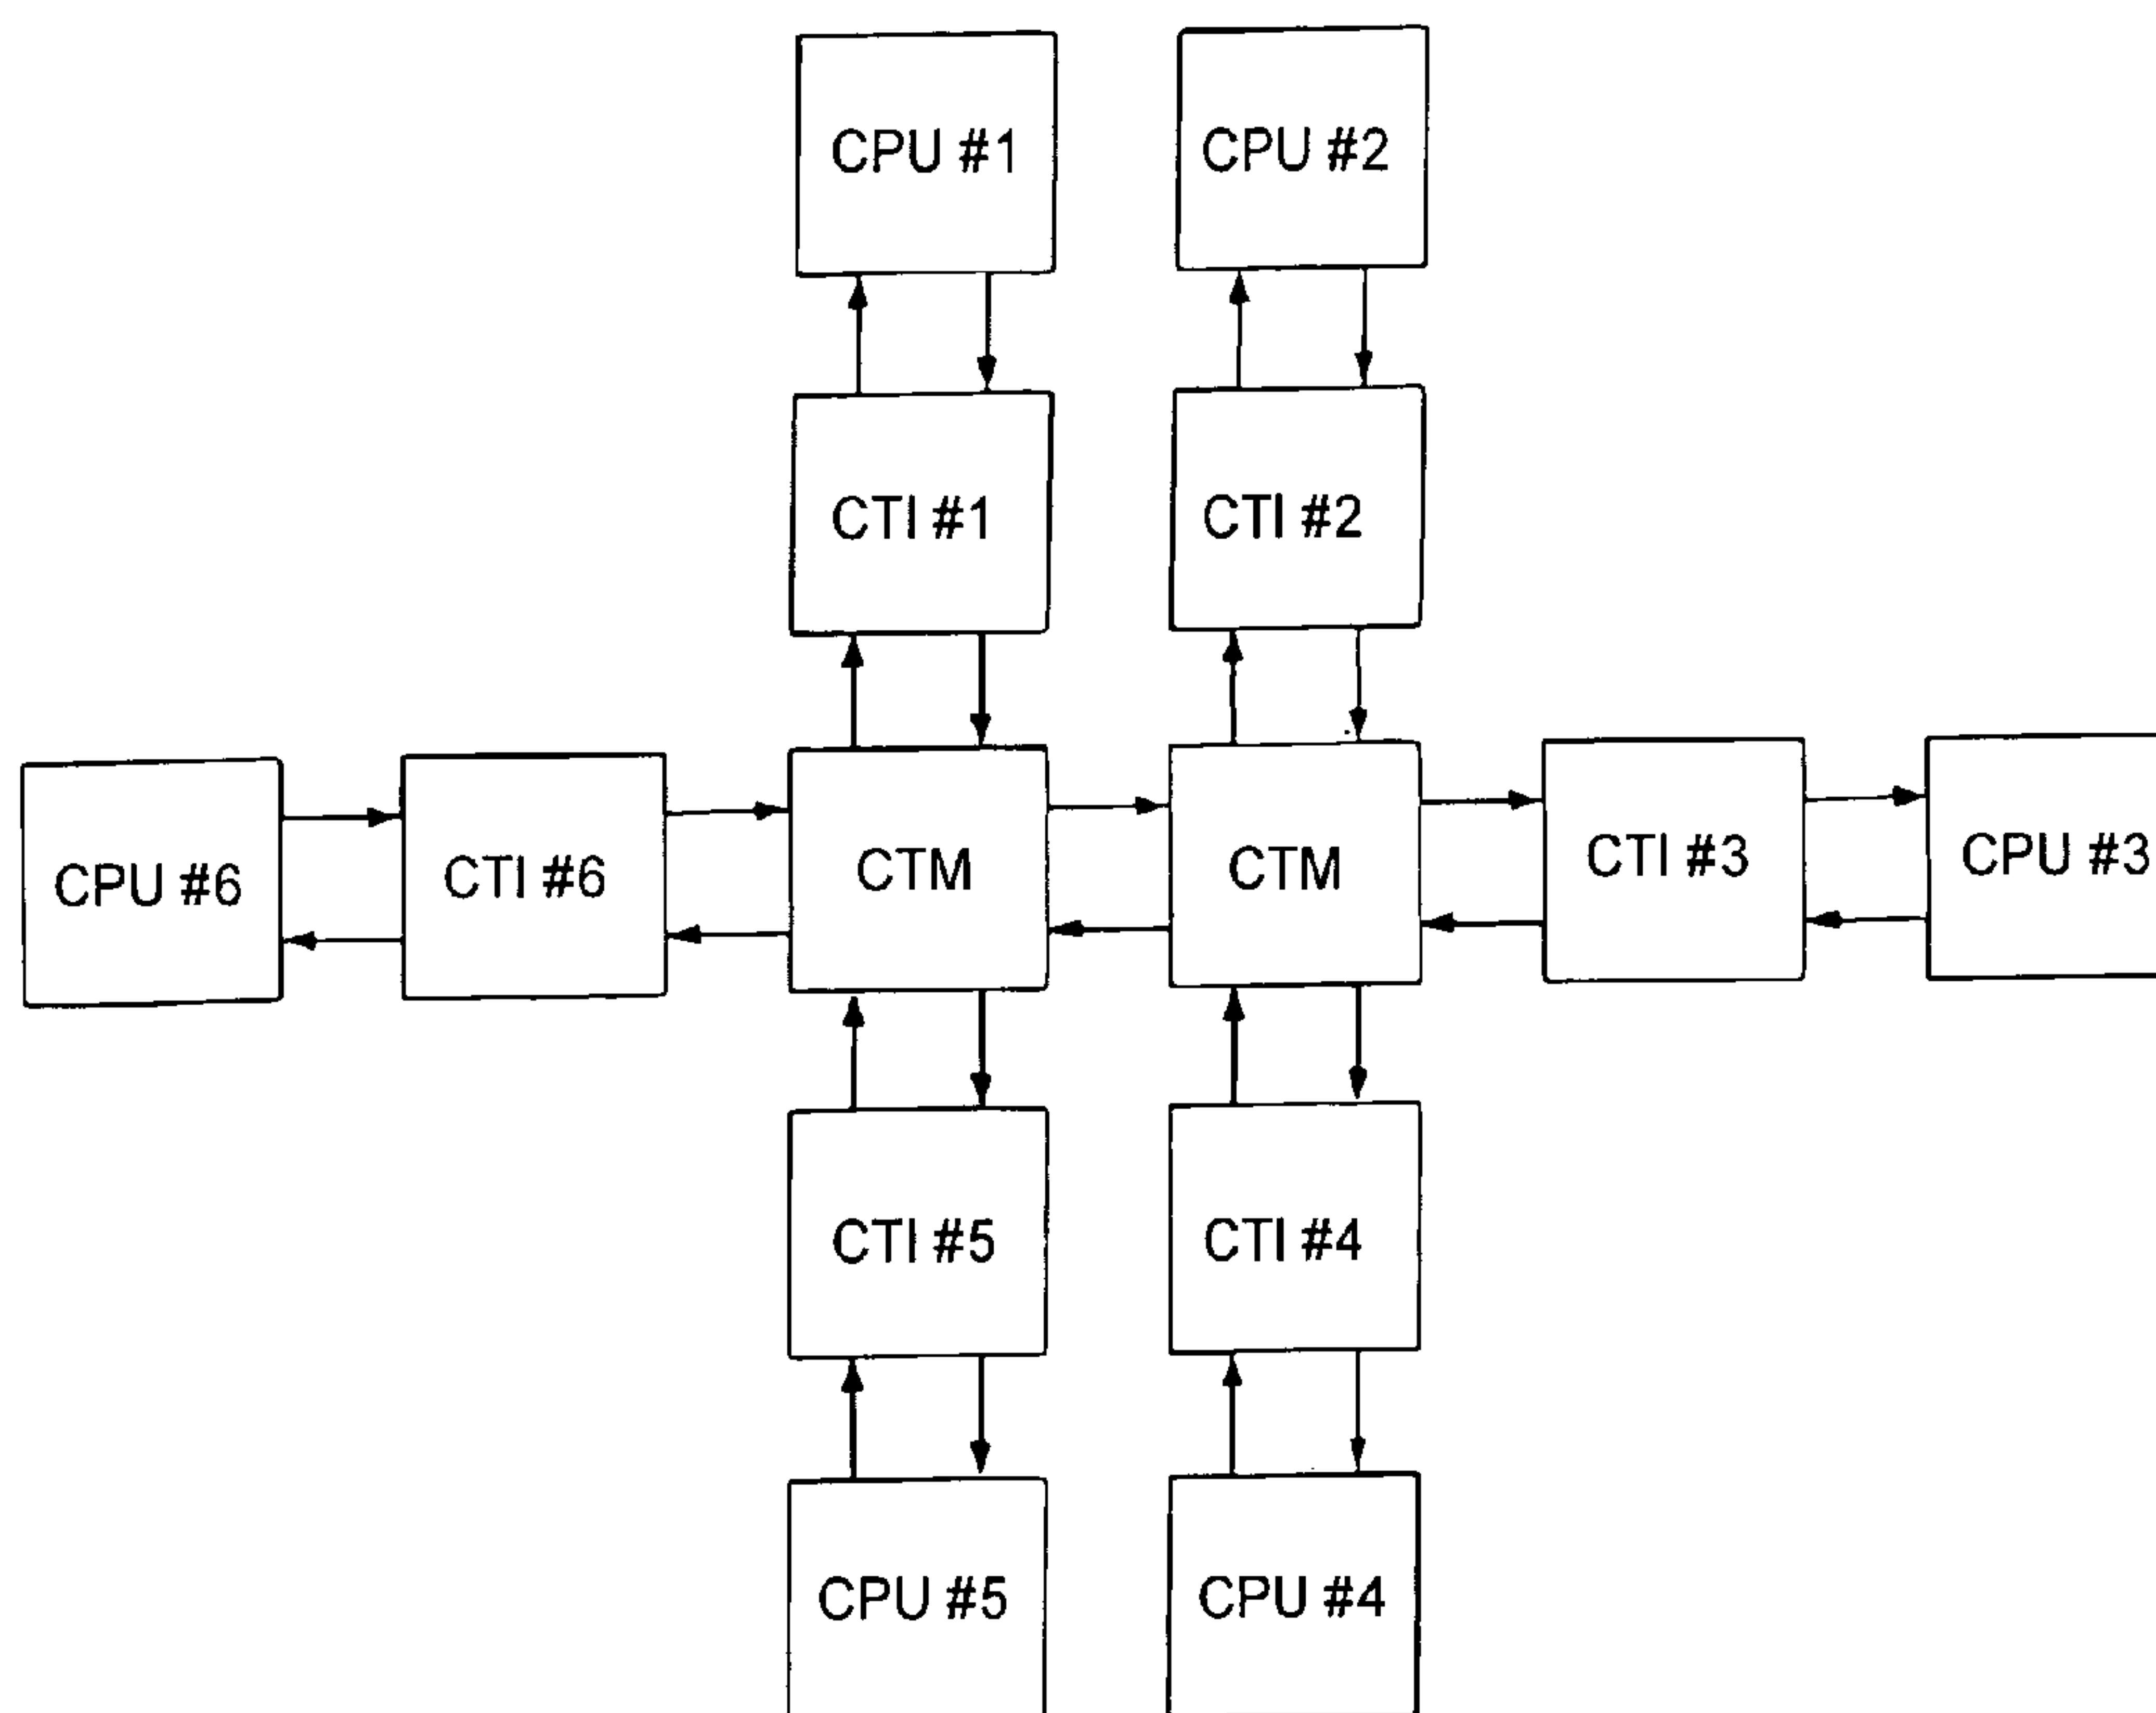 CPU #1
CPU #2
CTI #1
CTI #2
CPU #6
CTI #6
CTM
CTM
CTI #3
CPU #3
CTI #5
CTI #4
CPU #5
CPU #4